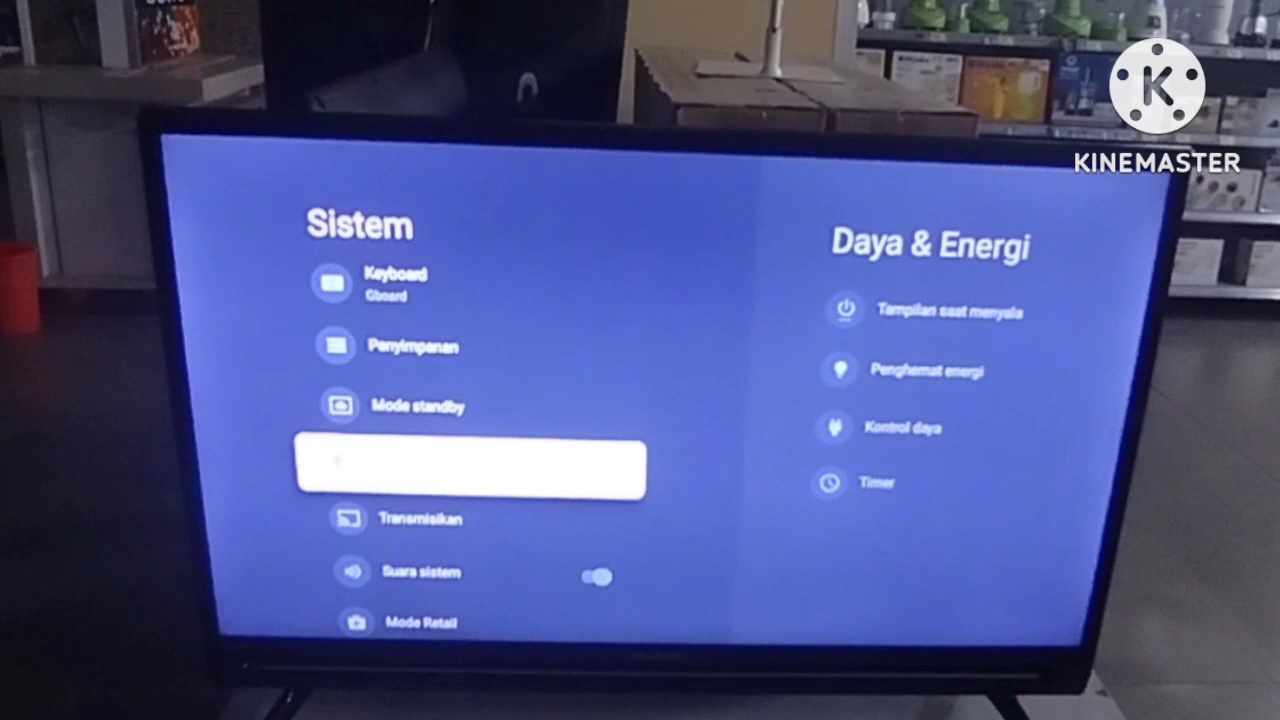 Sistem
Keyboard
Gboard
Penyimpanan
Mode standby
Transmisikan
Suara sistem
Mode Retail
Daya & Energi
Tampilan saat menyala
Penghemat energi
Kontrol daya
Timer
K
KINEMASTER